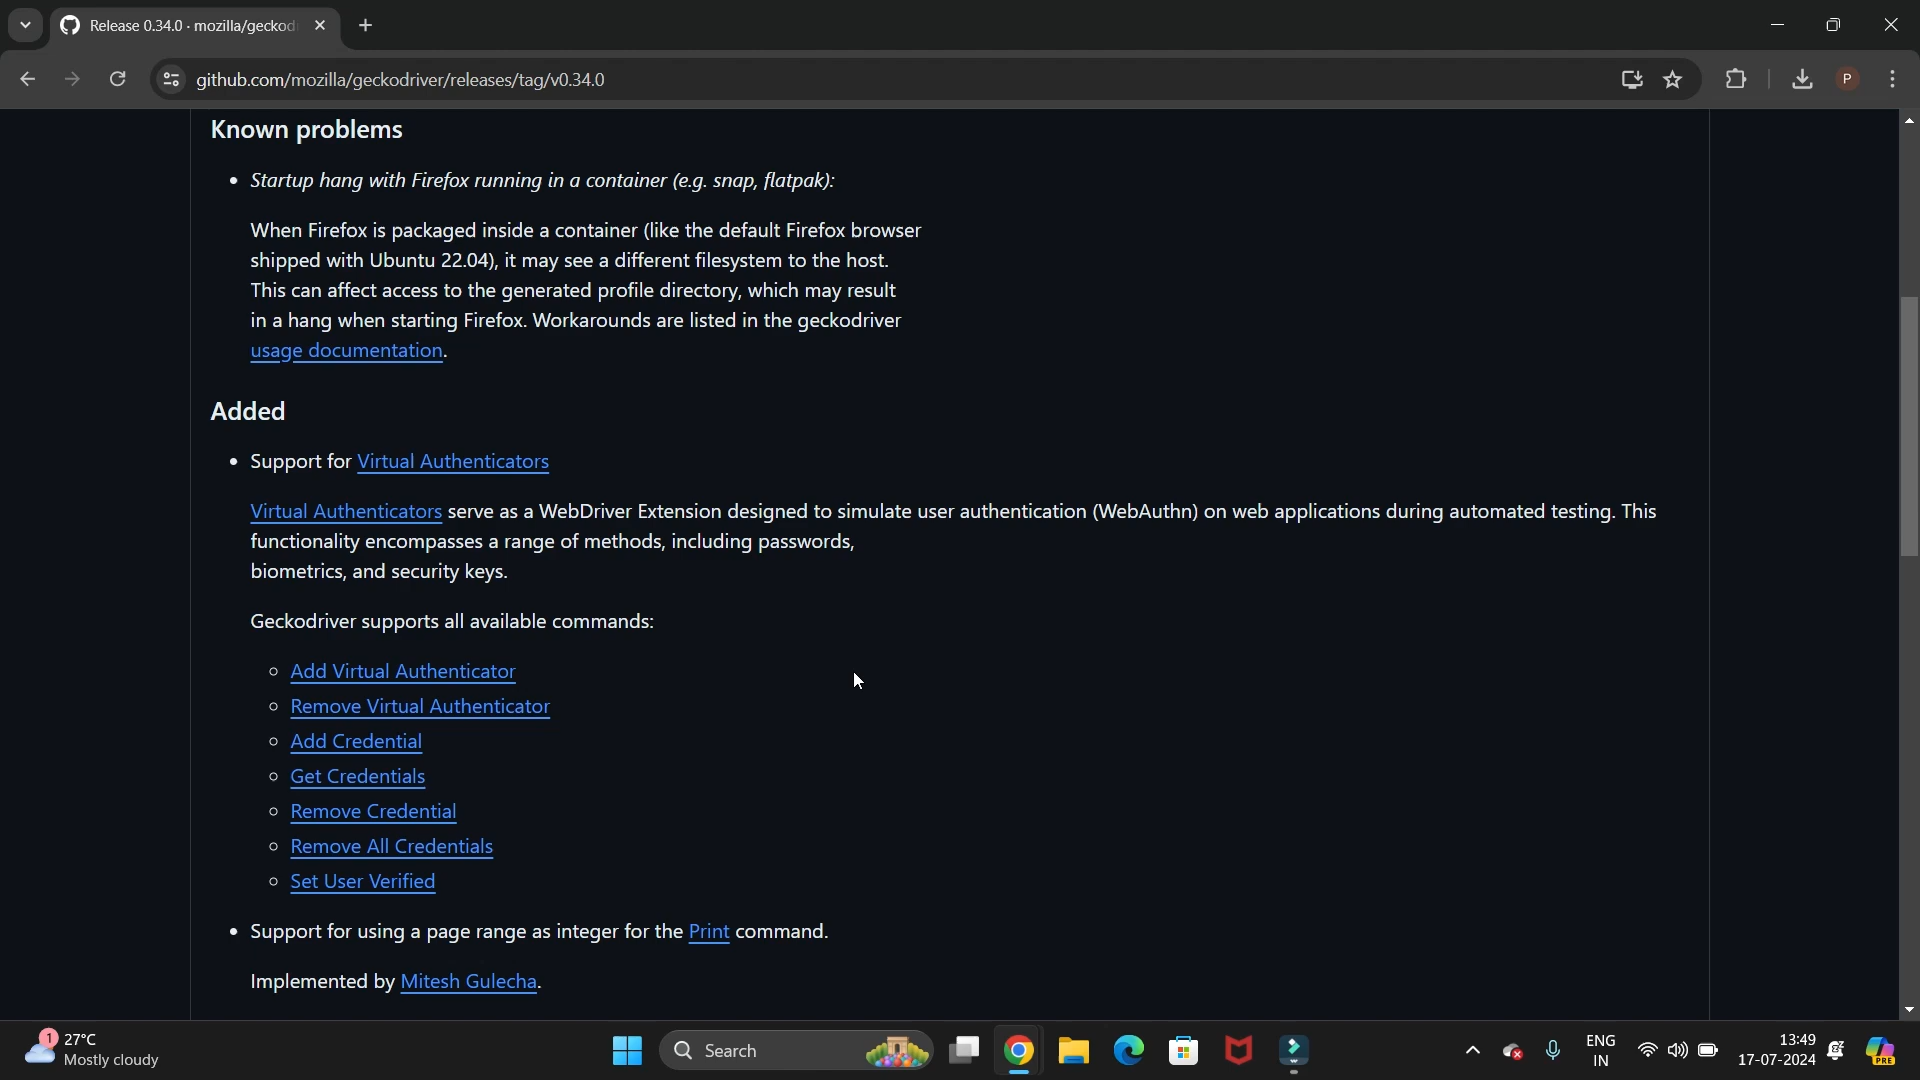 Release 0.34.0 · mozilla/geckod
github.com/mozilla/geckodriver/releases/tag/v0.34.0
P
Known problems
Startup hang with Firefox running in a container (e.g. snap, flatpak):
When Firefox is packaged inside a container (like the default Firefox browser
shipped with Ubuntu 22.04), it may see a different filesystem to the host.
This can affect access to the generated profile directory, which may result
in a hang when starting Firefox. Workarounds are listed in the geckodriver
usage documentation.
Added
Support for Virtual Authenticators
Virtual Authenticators serve as a WebDriver Extension designed to simulate user authentication (WebAuthn) on web applications during automated testing. This
functionality encompasses a range of methods, including passwords,
biometrics, and security keys.
Geckodriver supports all available commands:
Add Virtual Authenticator
Remove Virtual Authenticator
Add Credential
Get Credentials
Remove Credential
Remove All Credentials
Set User Verified
Support for using a page range as integer for the Print command.
Implemented by Mitesh Gulecha.
1
27°C
Mostly cloudy
Search
ENG
IN
13:49
17-07-2024
PRE